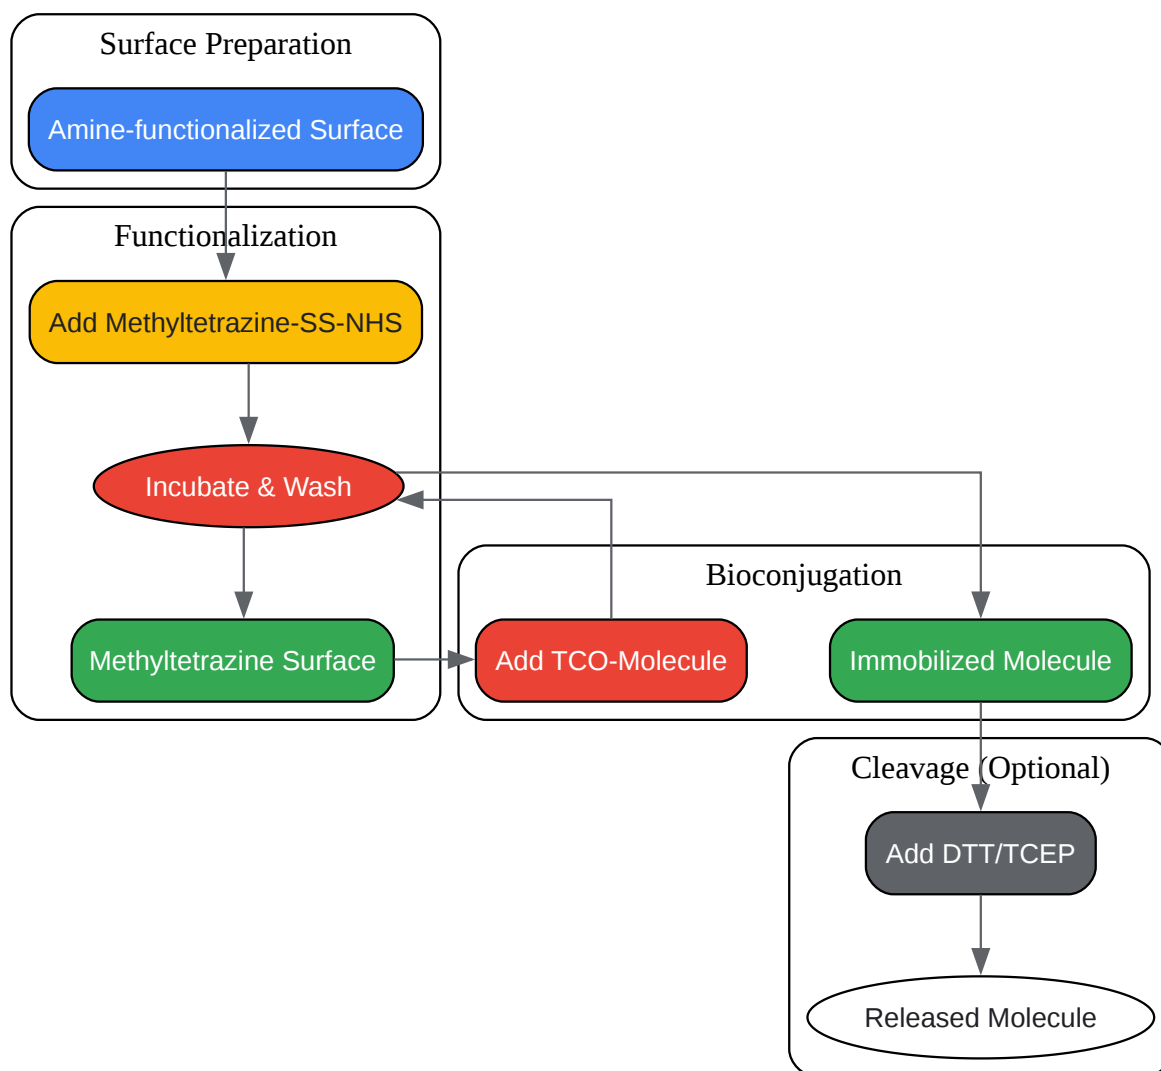 Surface Preparation
Amine-functionalized Surface
Functionalization
Add Methyltetrazine-SS-NHS
Incubate & Wash
Bioconjugation
Methyltetrazine Surface
Add TCO-Molecule
Immobilized Molecule
Cleavage (Optional)
Add DTT/TCEP
Released Molecule